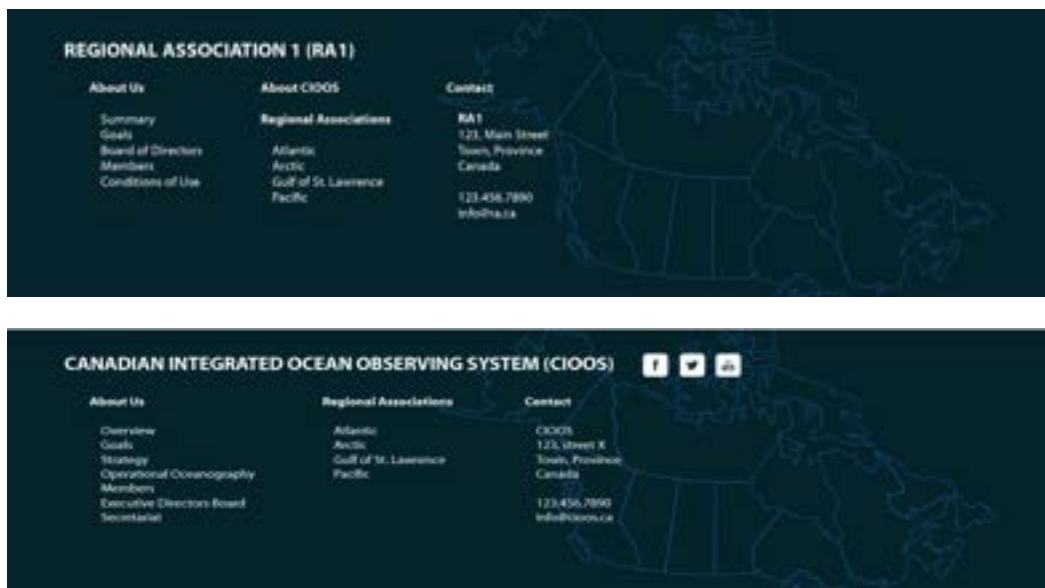 REGIONAL ASSOCIATION 1 (RA1)
About Us
Summary
Goals
Board of Directors
Members
Conditions of Use
About CIOOS
Regional Associations
Atlantic
Arctic
Gulf of St. Lawrence
Pacific
Contact
RA1
123, Main Street
Town, Province
Canada
123.456.7890
info@ra.ca
CANADIAN INTEGRATED OCEAN OBSERVING SYSTEM (CIOOS)
About Us
Overview
Goals
Strategy
Operational Oceanography
Members
Executive Directors Board
Secretariat
Regional Associations
Atlantic
Arctic
Gulf of St. Lawrence
Pacific
Contact
CIOOS
123, street X
Town, Province
Canada
123.456.7890
info@cioos.ca